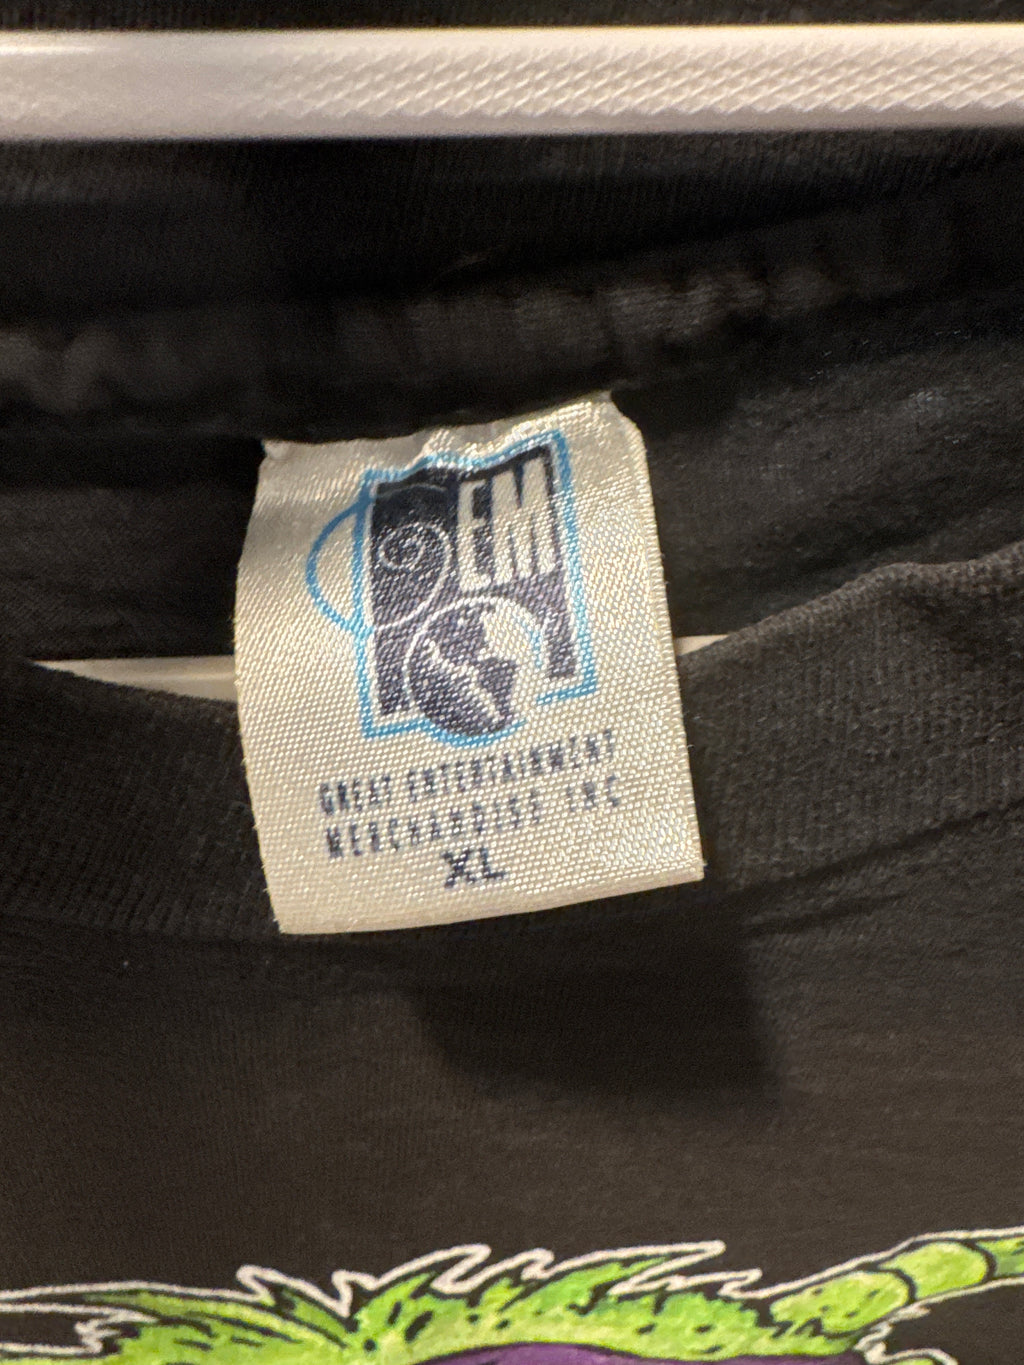 GEM
GREAT ENTERTAINMENT
MERCHANDISE INC
XL